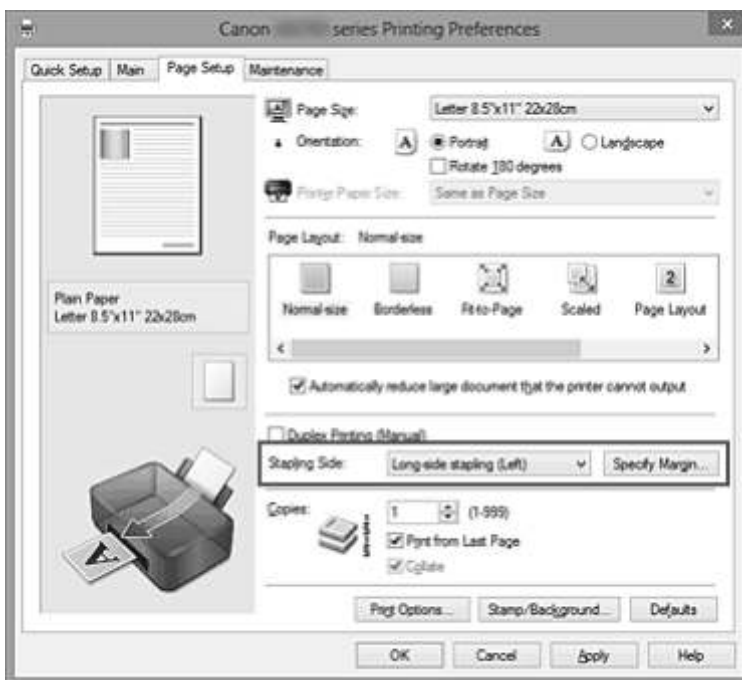 Canon series Printing Preferences
Quick Setup Main Page Setup Maintenance
Page Size: Letter 8.5"x11" 22x28cm
Orientation: A Portrait A Landscape
Rotate 180 degrees
Printer Paper Size: Same as Page Size
Page Layout: Normal-size
Normal-size Borderless Fit-to-Page Scaled 2 Page Layout
Plain Paper
Letter 8.5"x11" 22x28cm
Automatically reduce large document that the printer cannot output
Duplex Printing (Manual)
Stapling Side: Long-side stapling (Left) Specify Margin...
Copies: 1 (1-999)
Print from Last Page
Collate
A
Print Options... Stamp/Background... Defaults
OK Cancel Apply Help